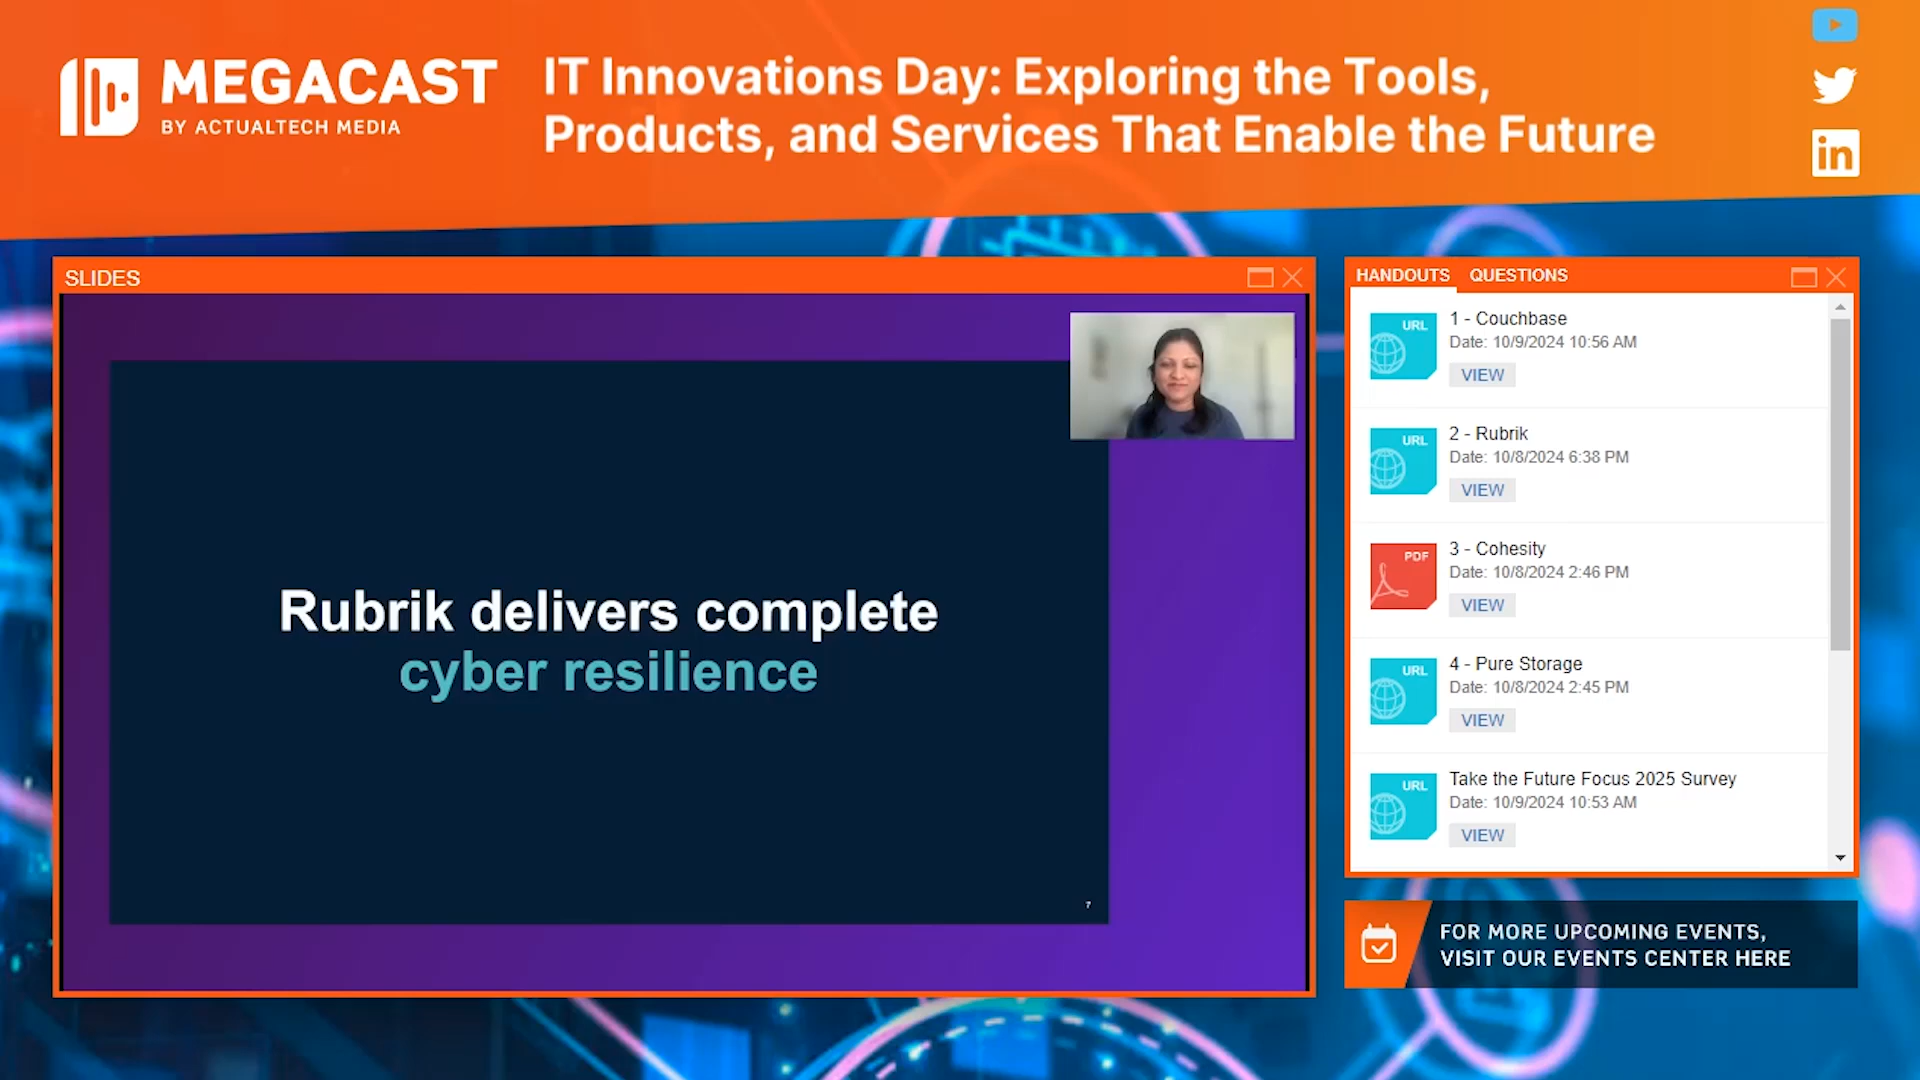 MEGACAST
BY ACTUALTECH MEDIA
IT Innovations Day: Exploring the Tools,
Products, and Services That Enable the Future
in
SLIDES
Rubrik delivers complete
cyber resilience
7
HANDOUTS QUESTIONS
URL
1 - Couchbase
Date: 10/9/2024 10:56 AM
VIEW
URL
2 - Rubrik
Date: 10/8/2024 6:38 PM
VIEW
PDF
3 - Cohesity
Date: 10/8/2024 2:46 PM
VIEW
URL
4 - Pure Storage
Date: 10/8/2024 2:45 PM
VIEW
URL
Take the Future Focus 2025 Survey
Date: 10/9/2024 10:53 AM
VIEW
FOR MORE UPCOMING EVENTS,
VISIT OUR EVENTS CENTER HERE